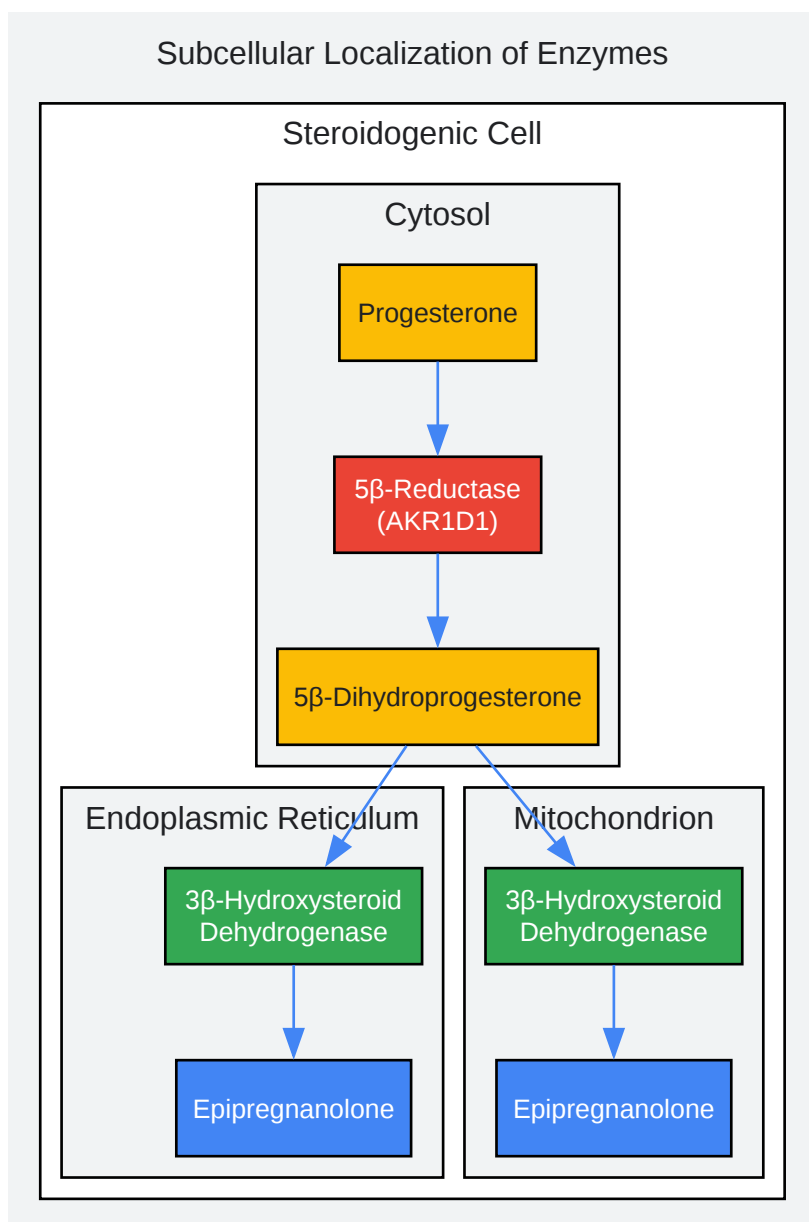 Subcellular Localization of Enzymes
Steroidogenic Cell
Cytosol
Progesterone
5β-Reductase
(AKR1D1)
5β-Dihydroprogesterone
Endoplasmic Reticulum
3β-Hydroxysteroid
Dehydrogenase
Epipregnanolone
Mitochondrion
3β-Hydroxysteroid
Dehydrogenase
Epipregnanolone